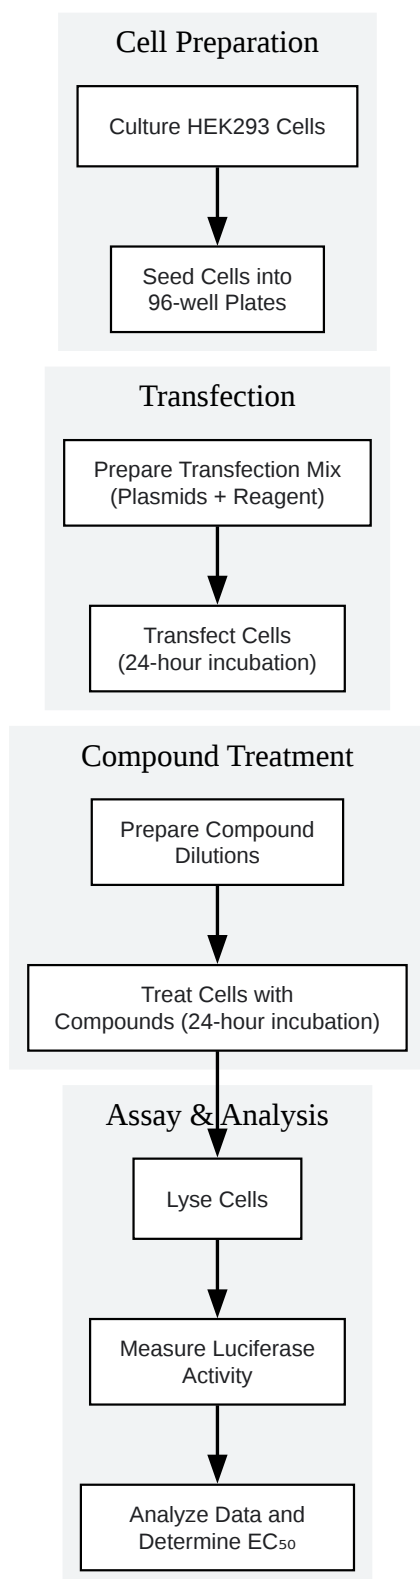 Cell Preparation
Culture HEK293 Cells
Seed Cells into
96-well Plates
Transfection
Prepare Transfection Mix
(Plasmids + Reagent)
Transfect Cells
(24-hour incubation)
Compound Treatment
Prepare Compound
Dilutions
Treat Cells with
Compounds (24-hour incubation)
Assay & Analysis
Lyse Cells
Measure Luciferase
Activity
Analyze Data and
Determine EC₅₀